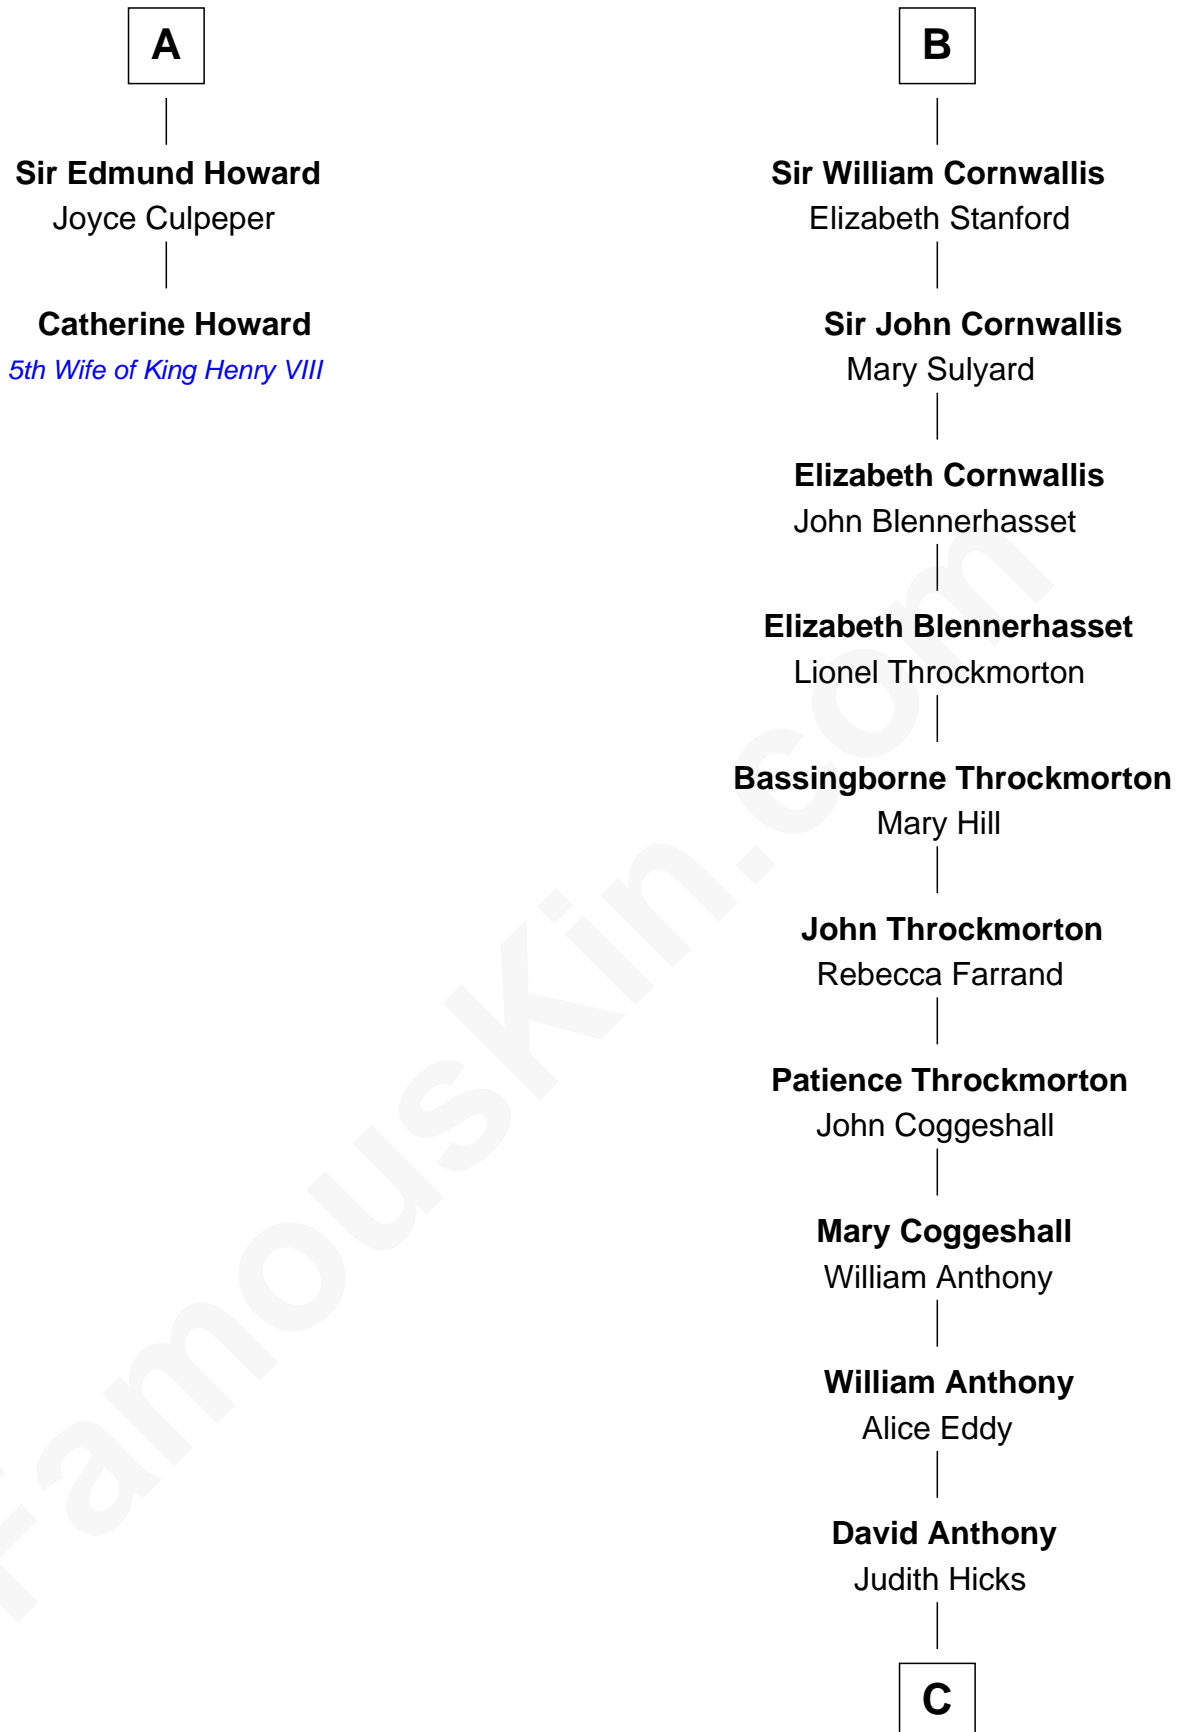 A
Sir Edmund Howard
Joyce Culpeper
Catherine Howard
5th Wife of King Henry VIII
B
Sir William Cornwallis
Elizabeth Stanford
Sir John Cornwallis
Mary Sulyard
Elizabeth Cornwallis
John Blennerhasset
Elizabeth Blennerhasset
Lionel Throckmorton
Bassingborne Throckmorton
Mary Hill
John Throckmorton
Rebecca Farrand
Patience Throckmorton
John Coggeshall
Mary Coggeshall
William Anthony
William Anthony
Alice Eddy
David Anthony
Judith Hicks
C
FamousKin.com